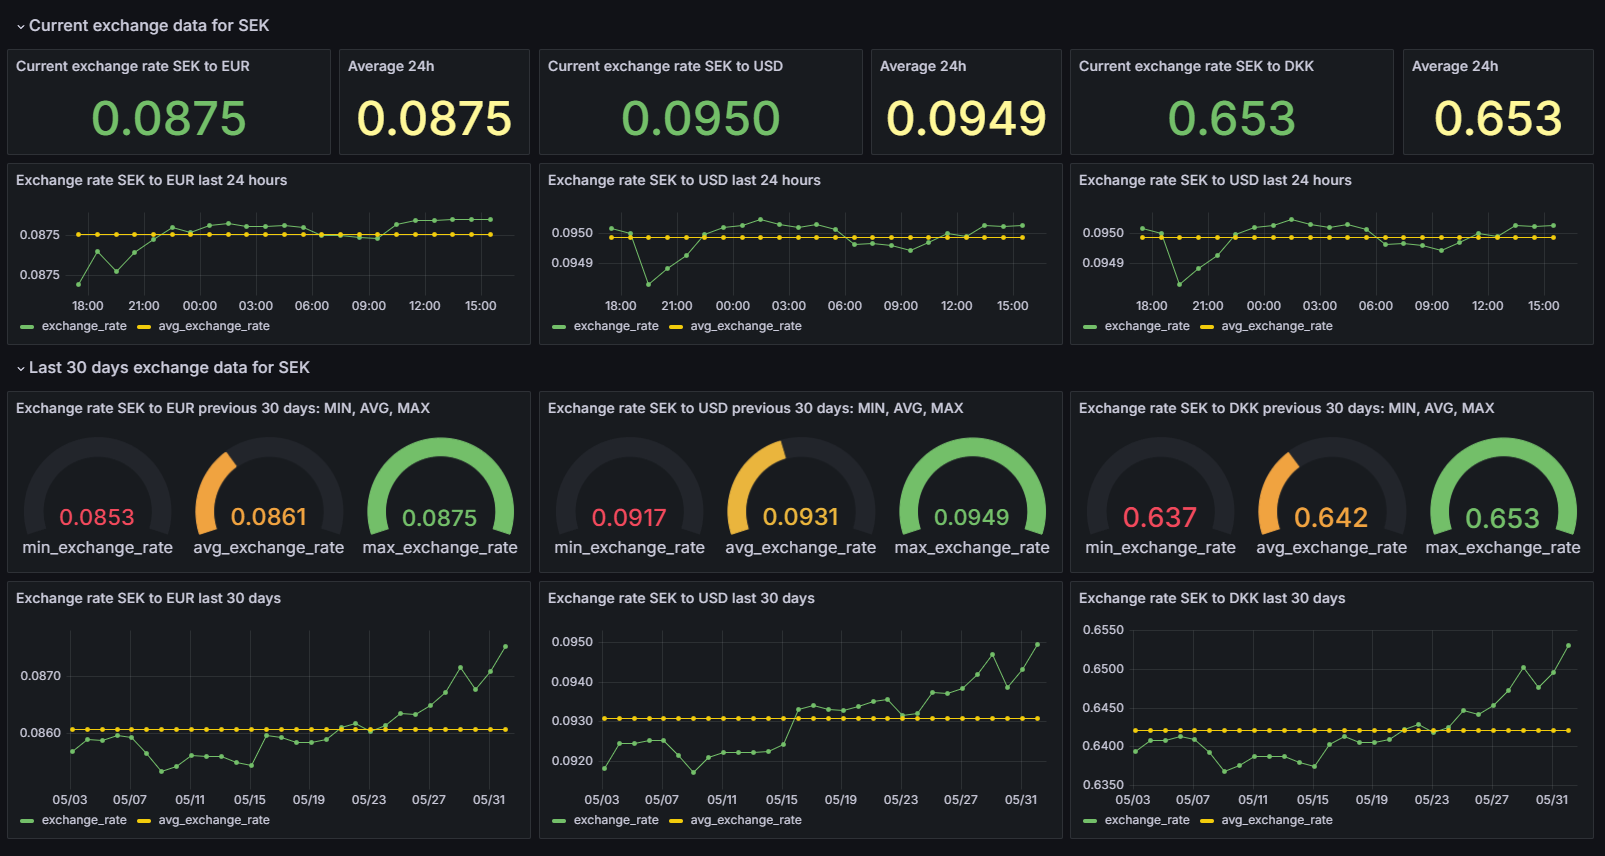 Current exchange data for SEK
Current exchange rate SEK to EUR
0.0875
Average 24h
0.0875
Current exchange rate SEK to USD
0.0950
Average 24h
0.0949
Current exchange rate SEK to DKK
0.653
Average 24h
0.653
Exchange rate SEK to EUR last 24 hours
0.0875
0.0875
18:00 21:00 00:00 03:00 06:00 09:00 12:00 15:00
exchange_rate avg_exchange_rate
Exchange rate SEK to USD last 24 hours
0.0950
0.0949
18:00 21:00 00:00 03:00 06:00 09:00 12:00 15:00
exchange_rate avg_exchange_rate
Exchange rate SEK to USD last 24 hours
0.0950
0.0949
18:00 21:00 00:00 03:00 06:00 09:00 12:00 15:00
exchange_rate avg_exchange_rate
Last 30 days exchange data for SEK
Exchange rate SEK to EUR previous 30 days: MIN, AVG, MAX
0.0853 0.0861 0.0875
min_exchange_rate avg_exchange_rate max_exchange_rate
Exchange rate SEK to USD previous 30 days: MIN, AVG, MAX
0.0917 0.0931 0.0949
min_exchange_rate avg_exchange_rate max_exchange_rate
Exchange rate SEK to DKK previous 30 days: MIN, AVG, MAX
0.637 0.642 0.653
min_exchange_rate avg_exchange_rate max_exchange_rate
Exchange rate SEK to EUR last 30 days
0.0870
0.0860
05/03 05/07 05/11 05/15 05/19 05/23 05/27 05/31
exchange_rate avg_exchange_rate
Exchange rate SEK to USD last 30 days
0.0950
0.0940
0.0930
0.0920
05/03 05/07 05/11 05/15 05/19 05/23 05/27 05/31
exchange_rate avg_exchange_rate
Exchange rate SEK to DKK last 30 days
0.6550
0.6500
0.6450
0.6400
0.6350
05/03 05/07 05/11 05/15 05/19 05/23 05/27 05/31
exchange_rate avg_exchange_rate